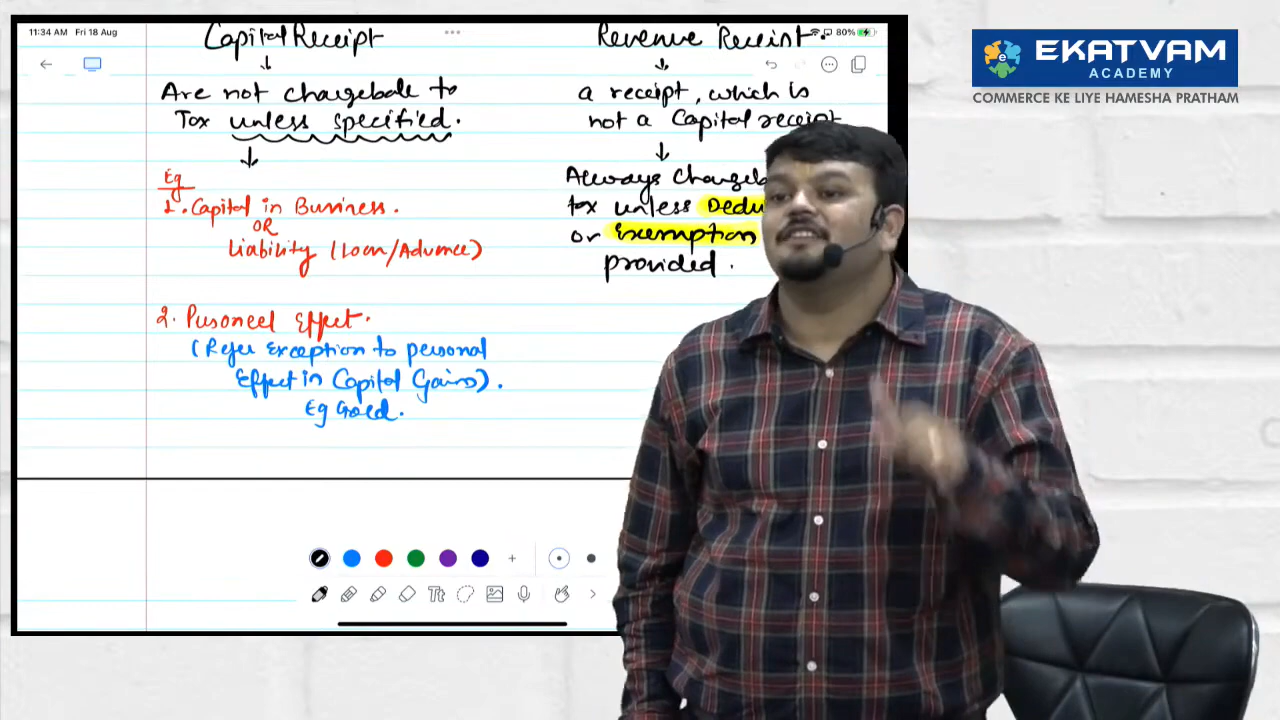 11:34 AM Fri 18 Aug
80%
Capital Receipt
Are not chargebale to
Tax unless specified.
Eg
1. Capital in Business.
OR
Liability (Loan/Advance)
2. Personeel Effect.
(Refer Exception to personal
Effect in Capital Gains).
Eg Gold.
Revenue Receipt.
a receipt, which is
not a Capital receipt
Always Chargeb
tax unless Dedu
or Exemption
provided.
Tt
EKATVAM
ACADEMY
COMMERCE KE LIYE HAMESHA PRATHAM